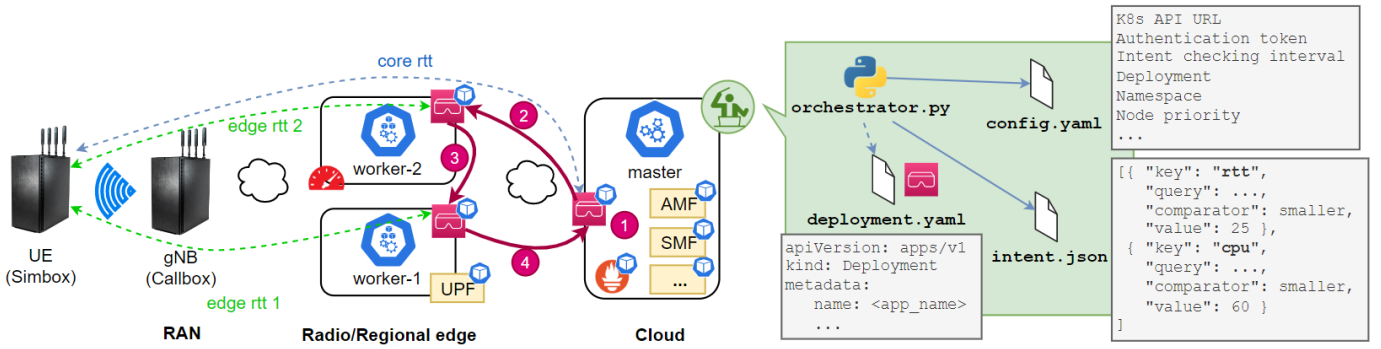 core rtt
edge rtt 2
edge rtt 1
UE
(Simbox)
gNB
(Callbox)
RAN
worker-2
worker-1
UPF
Radio/Regional edge
1
2
3
4
master
AMF
SMF
...
Cloud
orchestrator.py
config.yaml
deployment.yaml
intent.json
K8s API URL
Authentication token
Intent checking interval
Deployment
Namespace
Node priority
...
apiVersion: apps/v1
kind: Deployment
metadata:
name: <app_name>
...
[{ "key": "rtt",
"query": ...,
"comparator": smaller,
"value": 25 },
{ "key": "cpu",
"query": ...,
"comparator": smaller,
"value": 60 }
]